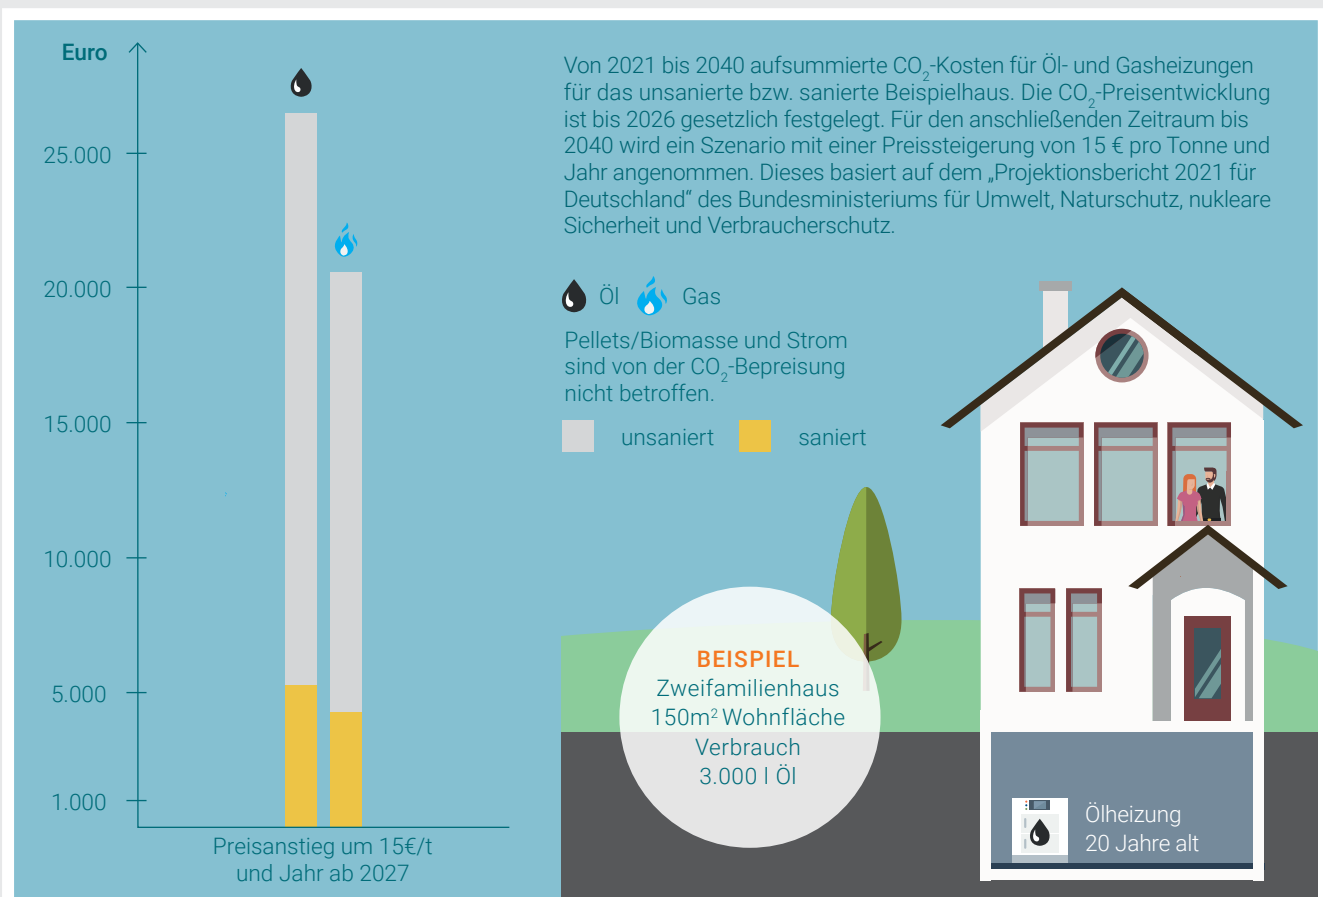 Euro
25.000
20.000
15.000
10.000
5.000
1.000
Preisanstieg um 15€/t
und Jahr ab 2027
Von 2021 bis 2040 aufsummierte CO₂-Kosten für Öl- und Gasheizungen
für das unsanierte bzw. sanierte Beispielhaus. Die CO₂-Preisentwicklung
ist bis 2026 gesetzlich festgelegt. Für den anschließenden Zeitraum bis
2040 wird ein Szenario mit einer Preissteigerung von 15 € pro Tonne und
Jahr angenommen. Dieses basiert auf dem „Projektionsbericht 2021 für
Deutschland“ des Bundesministeriums für Umwelt, Naturschutz, nukleare
Sicherheit und Verbraucherschutz.
Öl Gas
Pellets/Biomasse und Strom
sind von der CO₂-Bepreisung
nicht betroffen.
unsaniert saniert
BEISPIEL
Zweifamilienhaus
150m² Wohnfläche
Verbrauch
3.000 l Öl
Ölheizung
20 Jahre alt